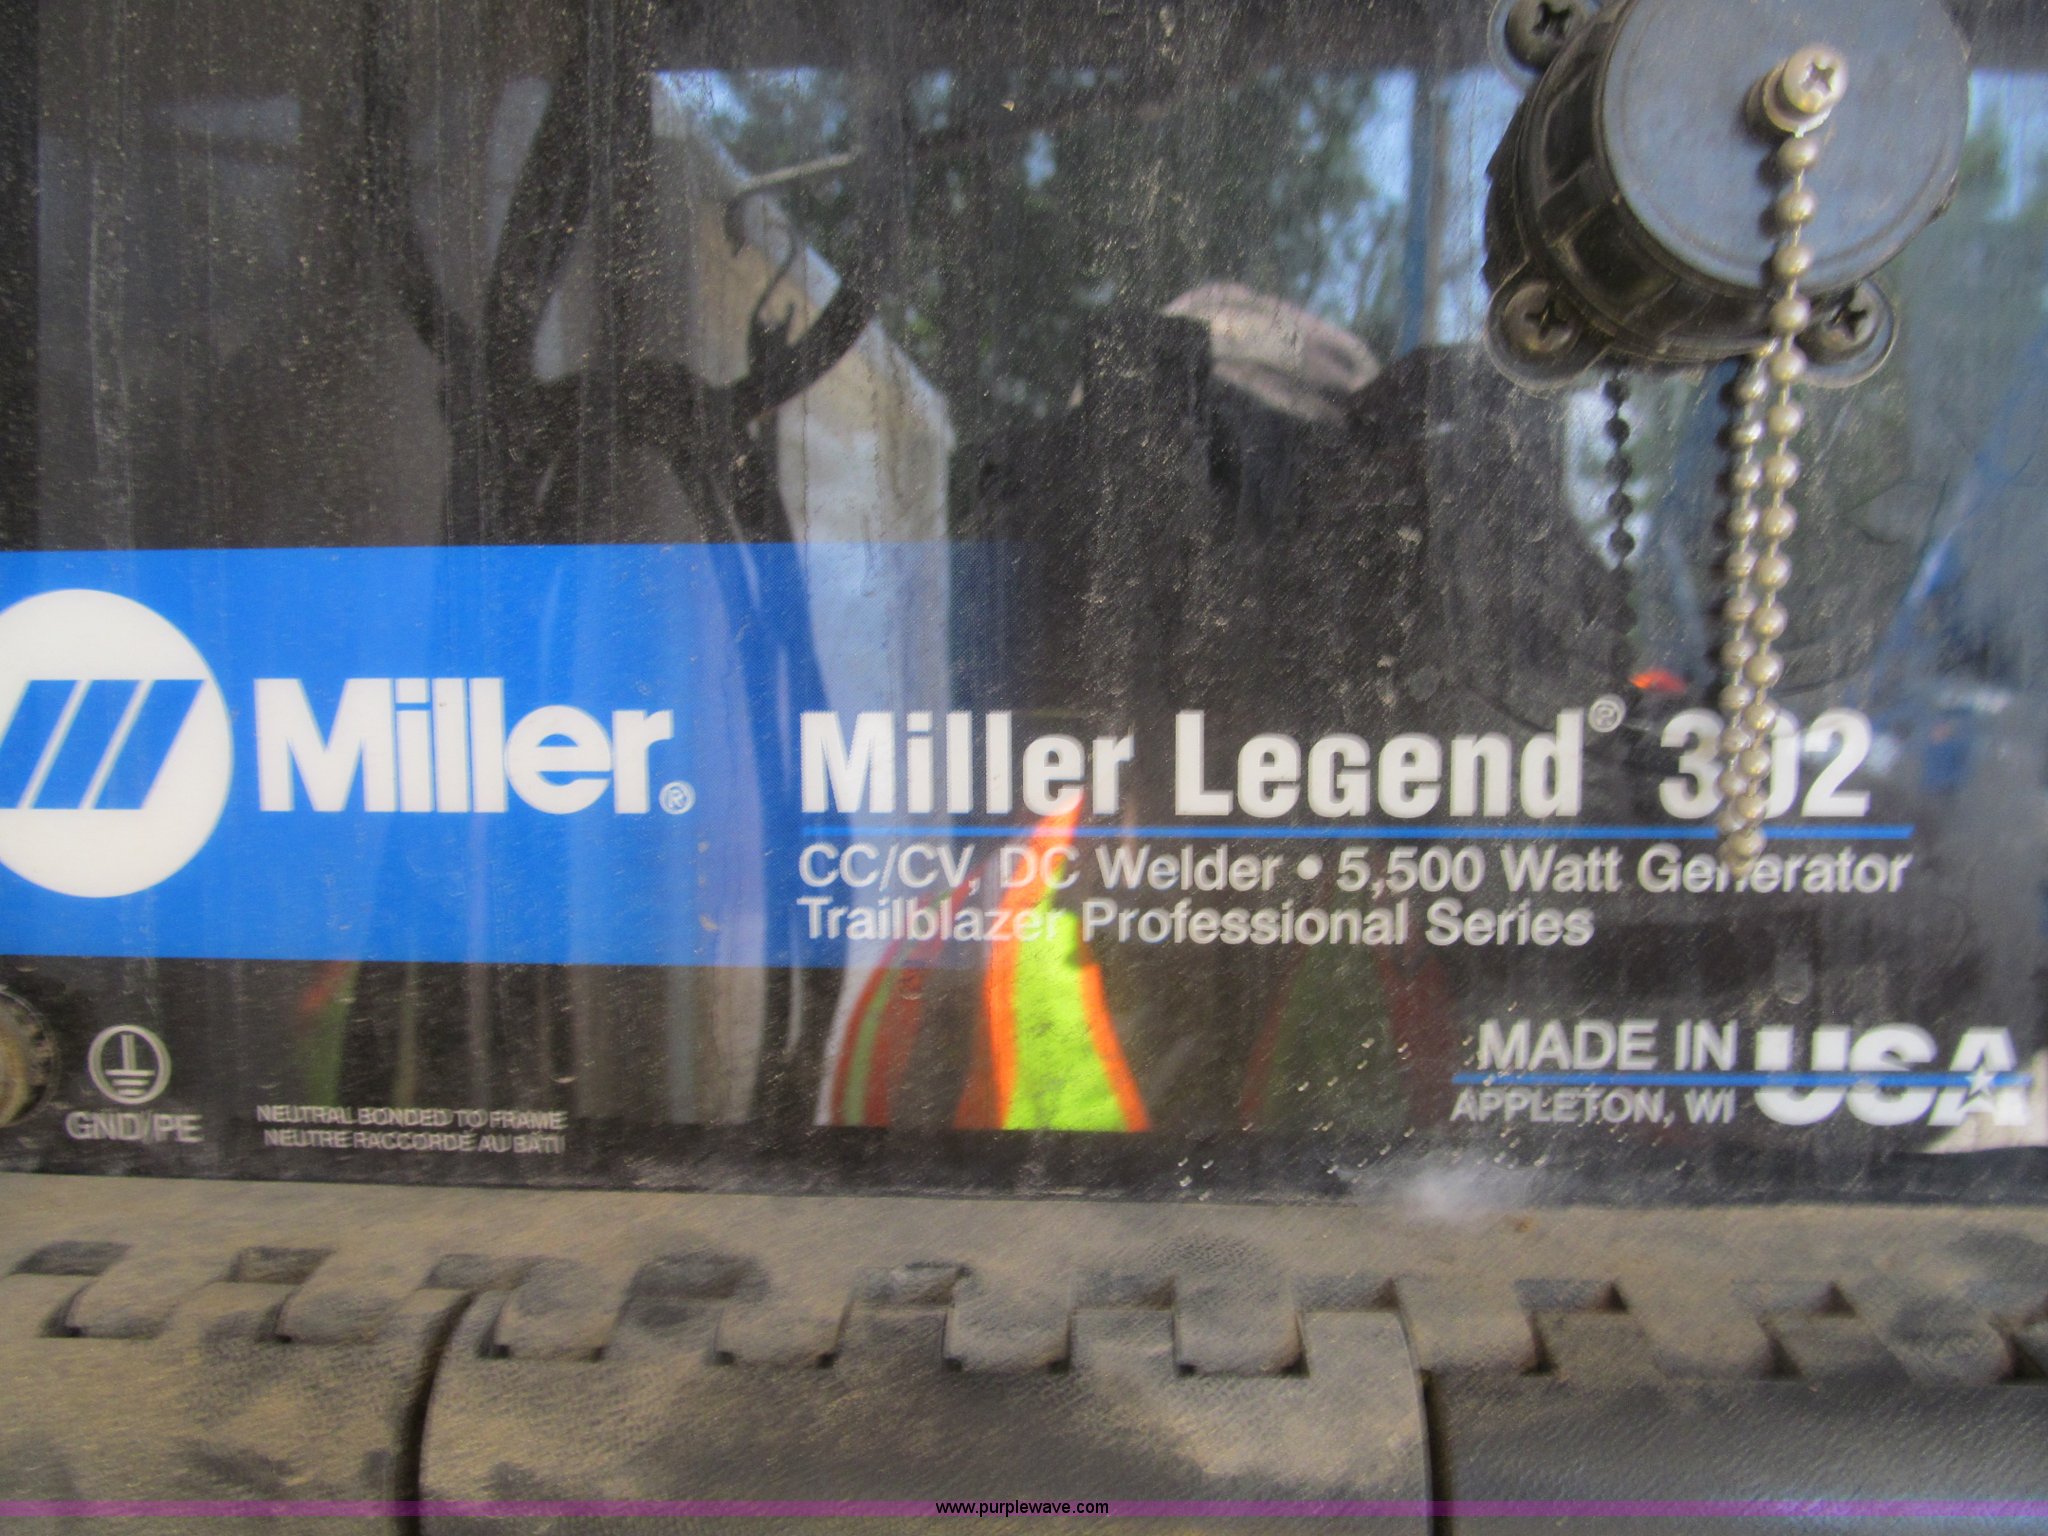 Miller®
Miller Legend® 302
CC/CV, DC Welder • 5,500 Watt Generator
Trailblazer Professional Series
MADE IN USA
APPLETON, WI
GND/PE
NEUTRAL BONDED TO FRAME
NEUTRE RACCORDÉ AU BÂTI
www.purplewave.com